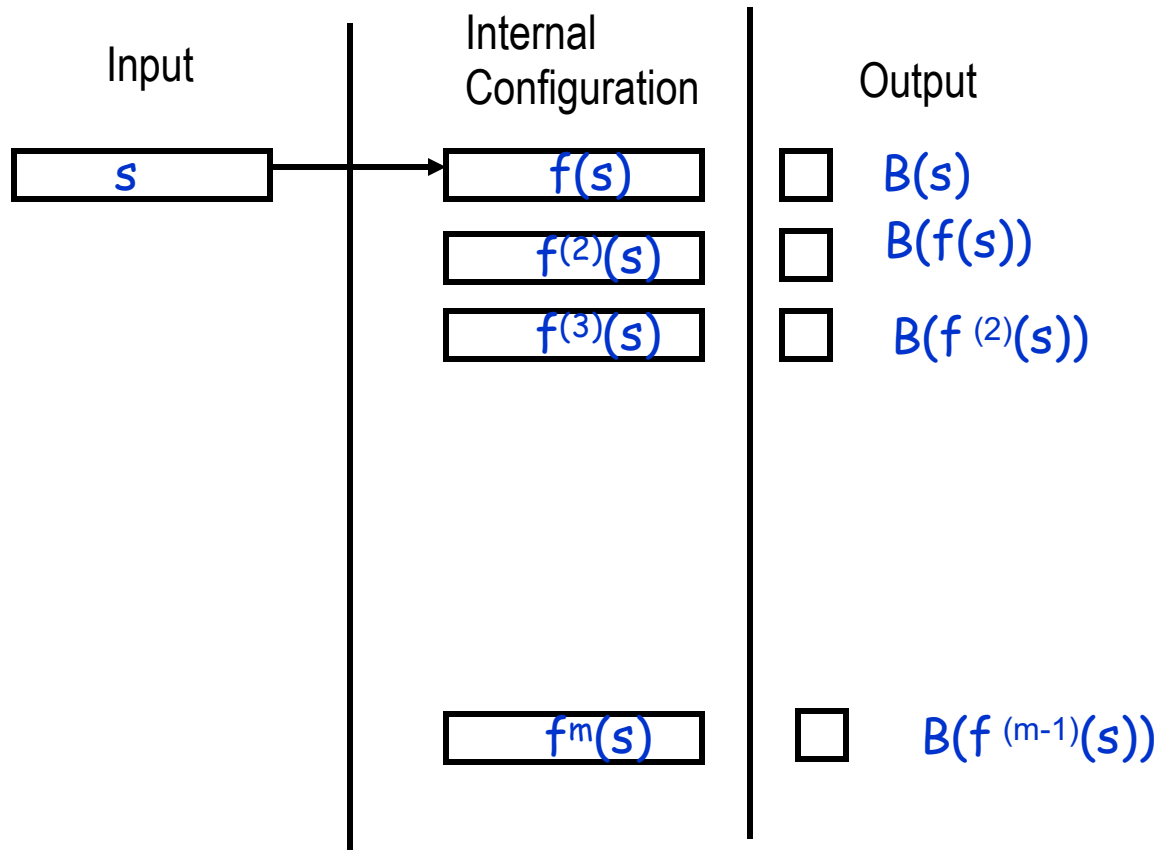 Input
Internal
Configuration
Output
s
f(s)
B(s)
f⁽²⁾(s)
B(f(s))
f⁽³⁾(s)
B(f ⁽²⁾(s))
fᵐ(s)
B(f ⁽ᵐ⁻¹⁾(s))